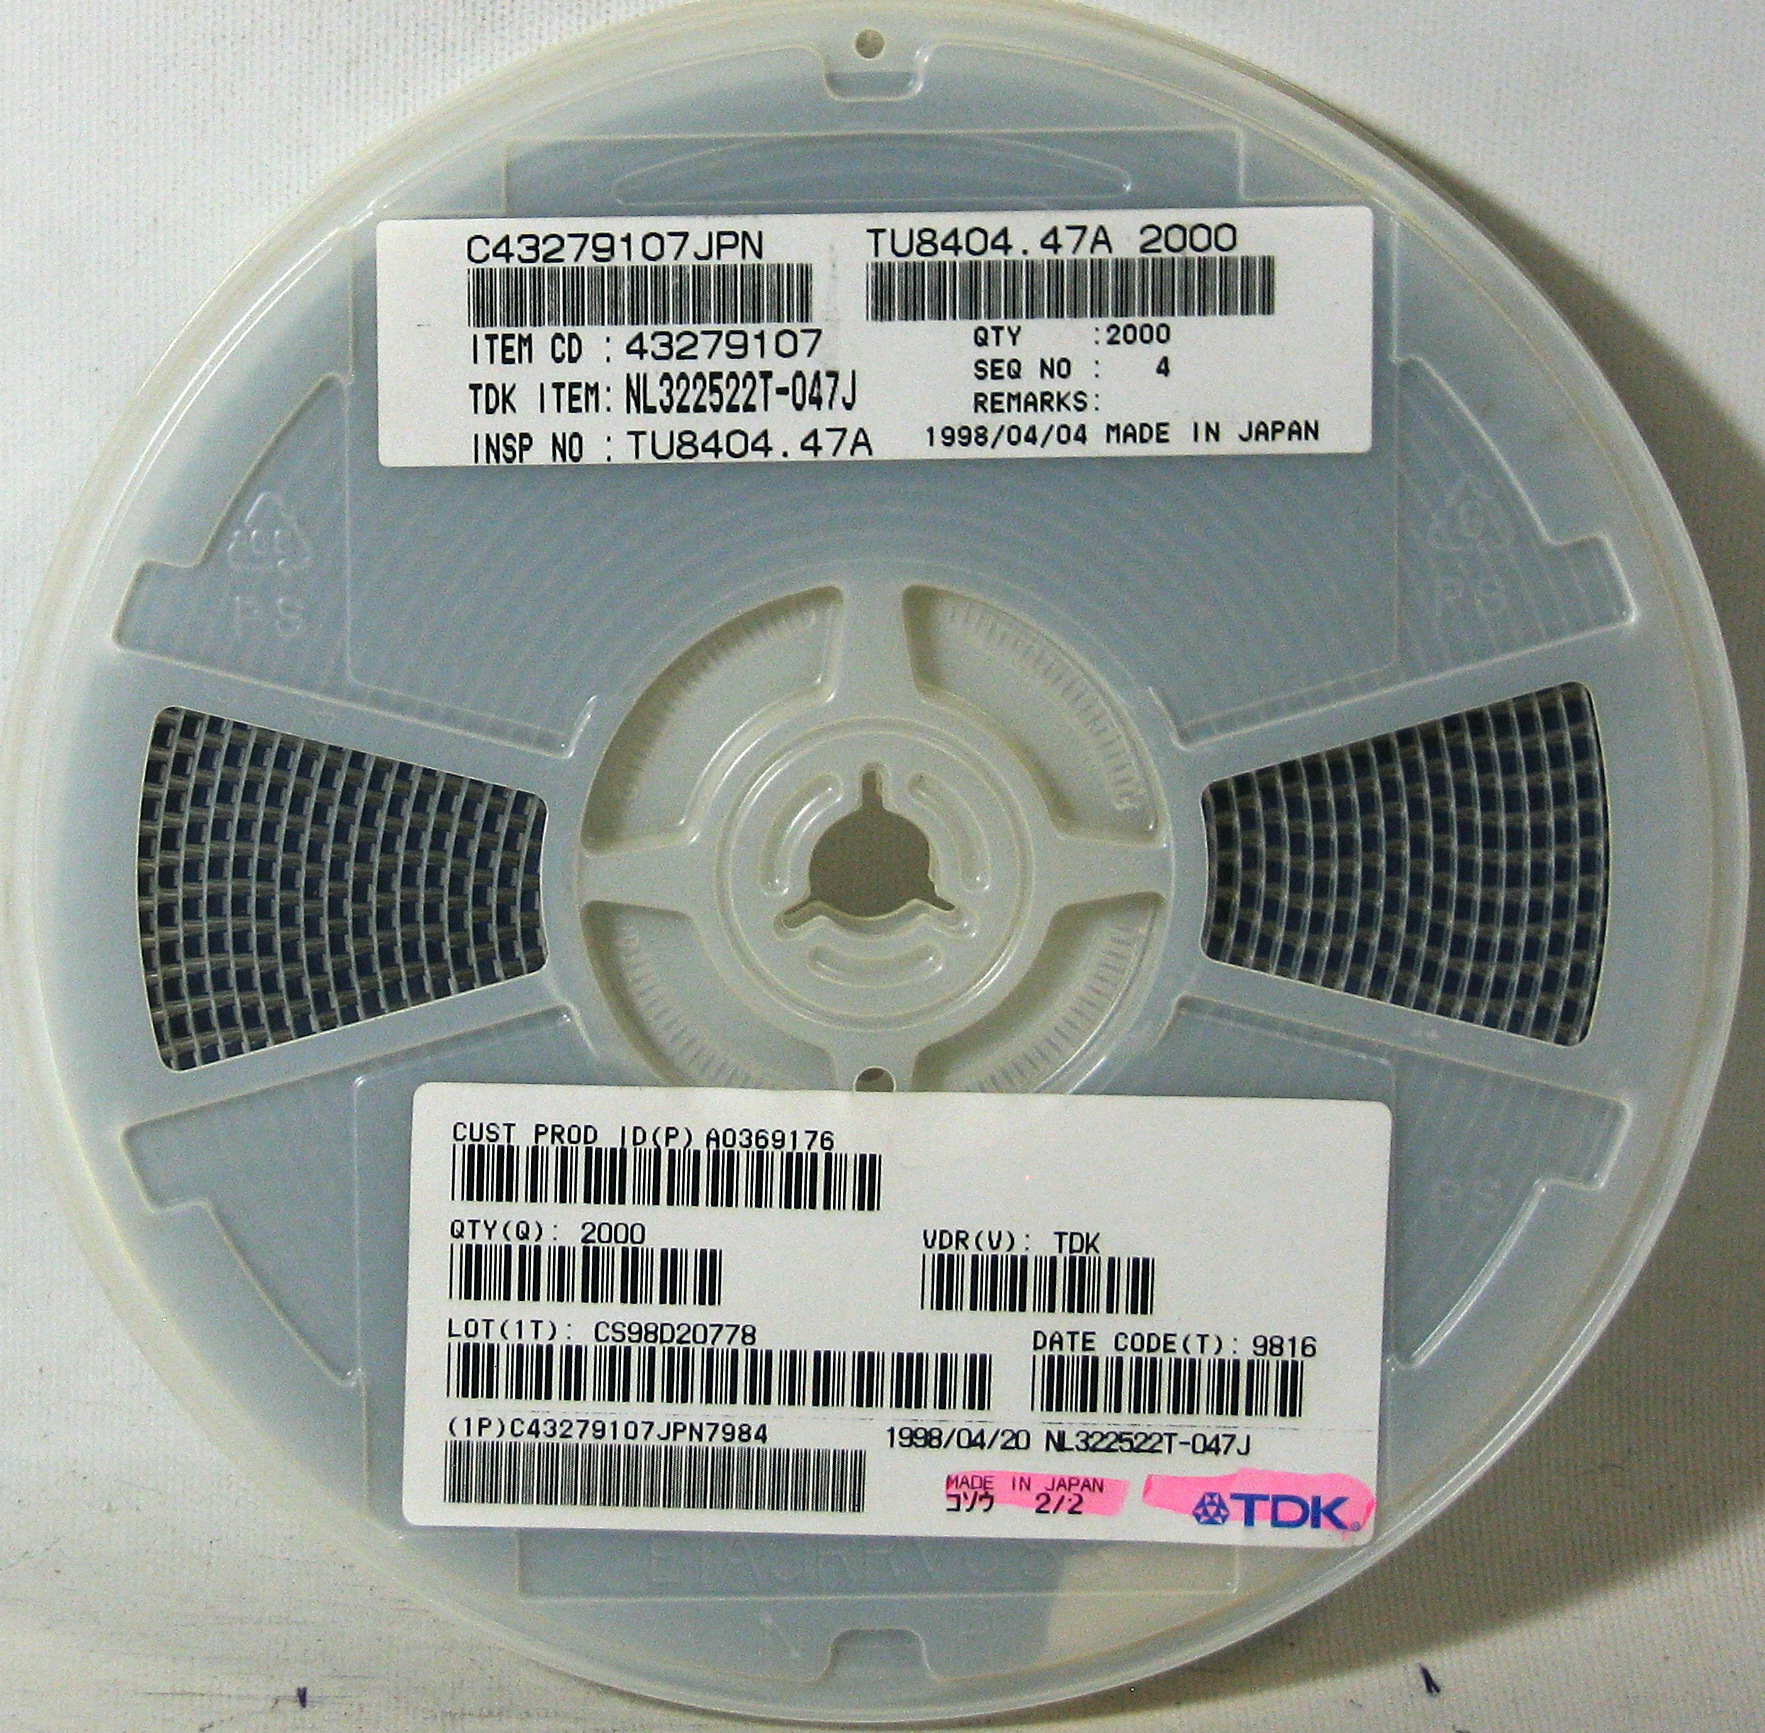 C43279107JPN TU8404.47A 2000
ITEM CD : 43279107 QTY :2000
TDK ITEM: NL322522T-047J SEQ NO : 4
REMARKS:
INSP NO : TU8404.47A 1998/04/04 MADE IN JAPAN
PS PS
CUST PROD ID(P) A0369176
QTY(Q): 2000 VDR(V): TDK
LOT(1T): CS98D20778 DATE CODE(T): 9816
(1P)C43279107JPN7984 1998/04/20 NL322522T-047J
MADE IN JAPAN
コソウ 2/2 TDK
PS